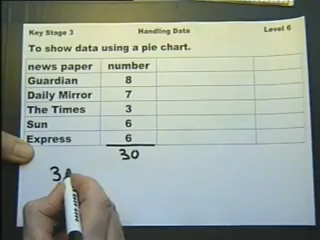 Key Stage 3 Handling Data Level 6
To show data using a pie chart.
news paper number
Guardian 8
Daily Mirror 7
The Times 3
Sun 6
Express 6
30
3